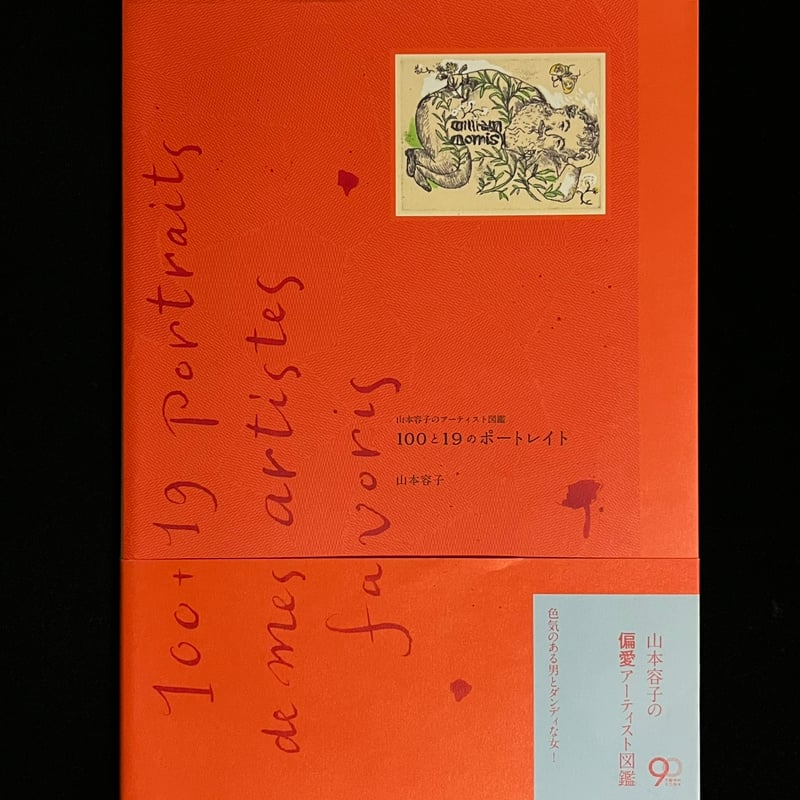 100+19 portraits
de mes artistes
favoris
william
morris
山本容子のアーティスト図鑑
100と19のポートレイト
山本容子
山本容子の
偏愛アーティスト図鑑
色気のある男とダンディな女!
90